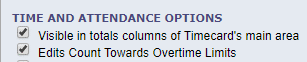 TIME AND ATTENDANCE OPTIONS
Visible in totals columns of Timecard's main area
Edits Count Towards Overtime Limits